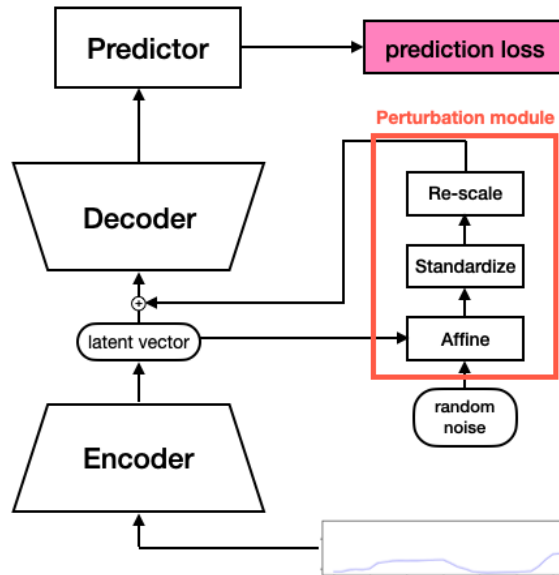 Predictor
prediction loss
Perturbation module
Re-scale
Decoder
Standardize
+
latent vector
Affine
random
noise
Encoder